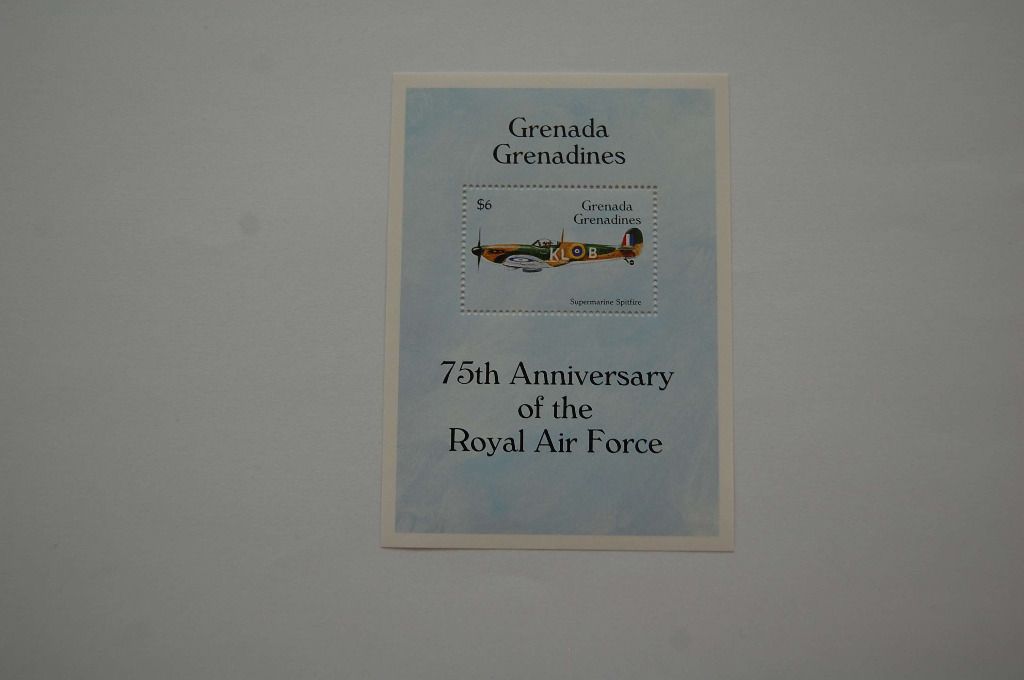 Grenada
Grenadines
$6
Grenada
Grenadines
KL B
Supermarine Spitfire
75th Anniversary
of the
Royal Air Force